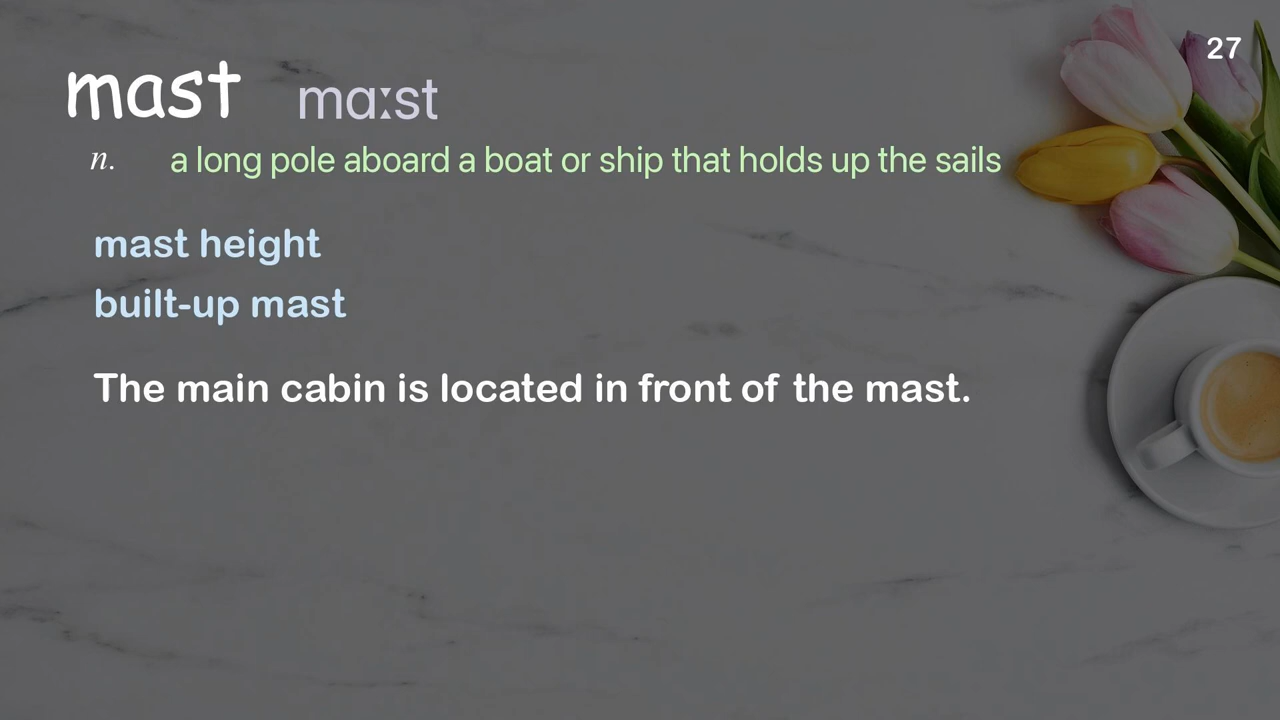 27
mast mɑːst
n. a long pole aboard a boat or ship that holds up the sails
mast height
built-up mast
The main cabin is located in front of the mast.